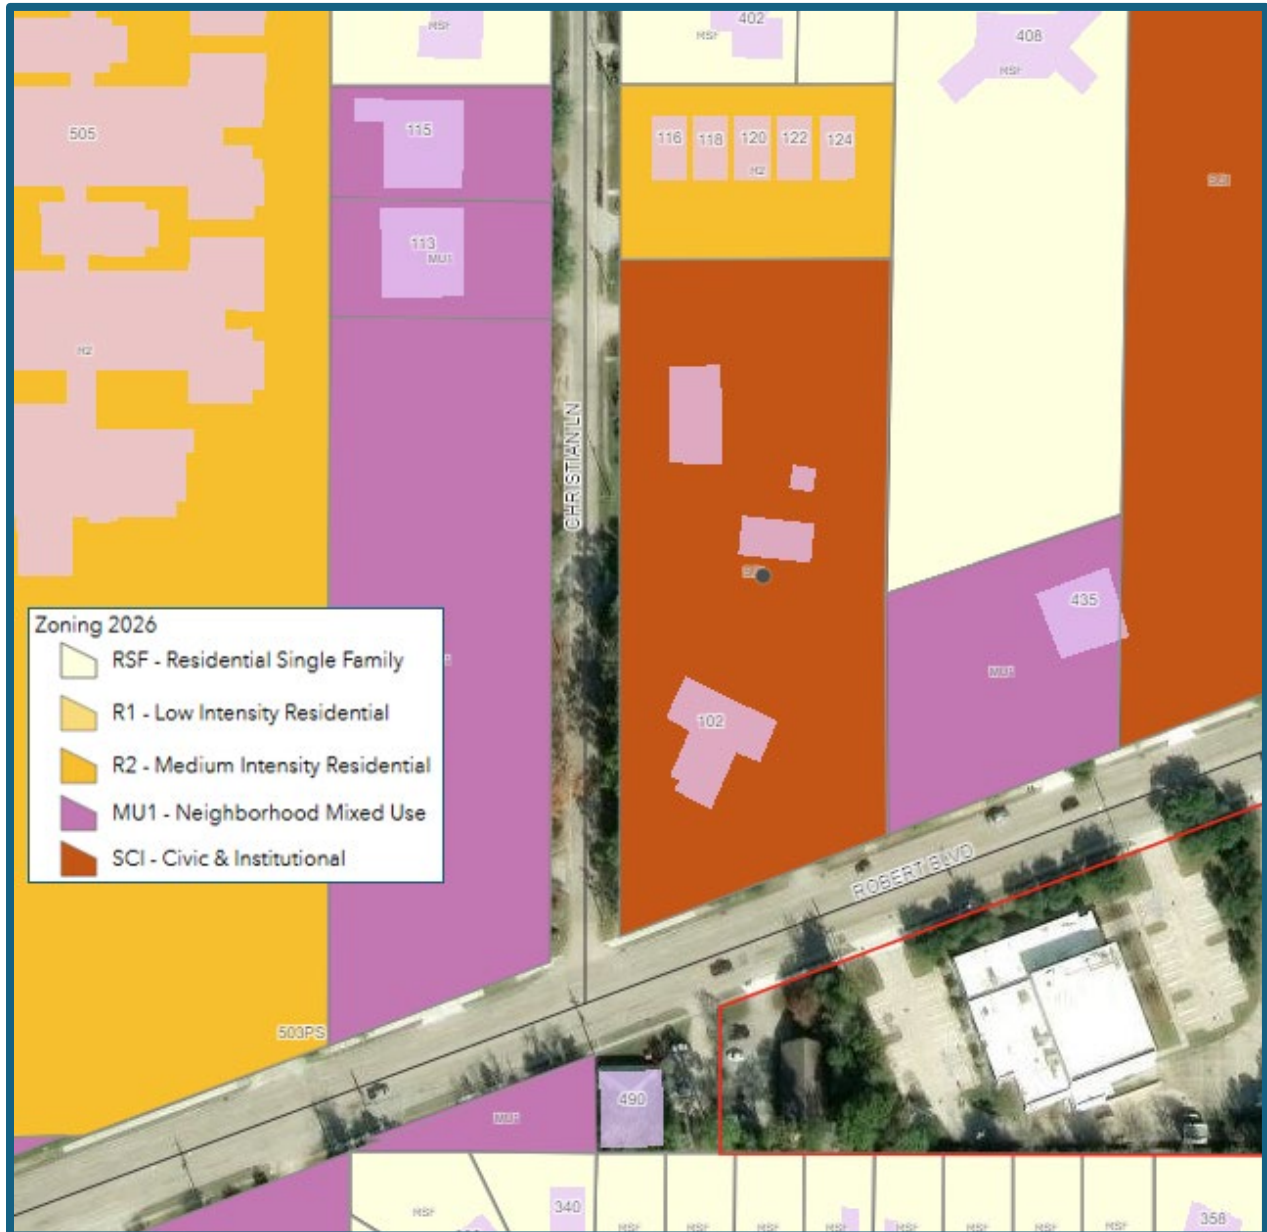 402
408
505
115
116
118
120
122
124
113
MU1
CHRISTIAN LN
435
Zoning 2026
RSF - Residential Single Family
R1 - Low Intensity Residential
R2 - Medium Intensity Residential
MU1 - Neighborhood Mixed Use
SCI - Civic & Institutional
MU1
102
ROBERT BLVD
503PS
490
MU1
340
358